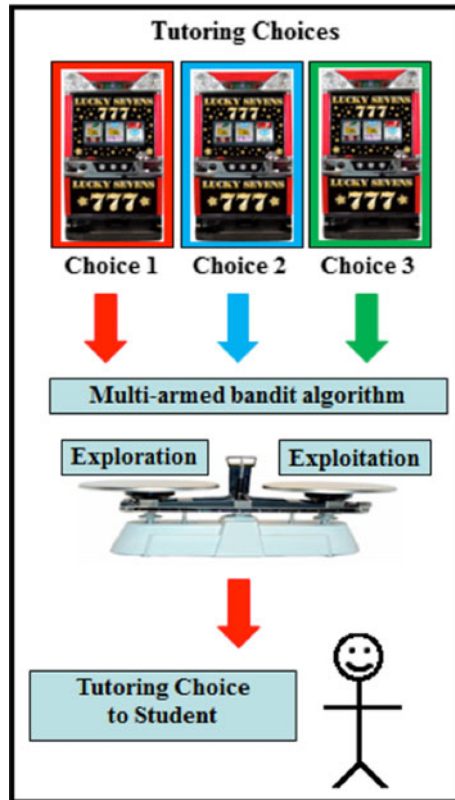 Tutoring Choices
LUCKY SEVENS
777
LUCKY SEVENS
777
LUCKY SEVENS
777
LUCKY SEVENS
777
LUCKY SEVENS
777
LUCKY SEVENS
777
Choice 1
Choice 2
Choice 3
Multi-armed bandit algorithm
Exploration
Exploitation
Tutoring Choice
to Student